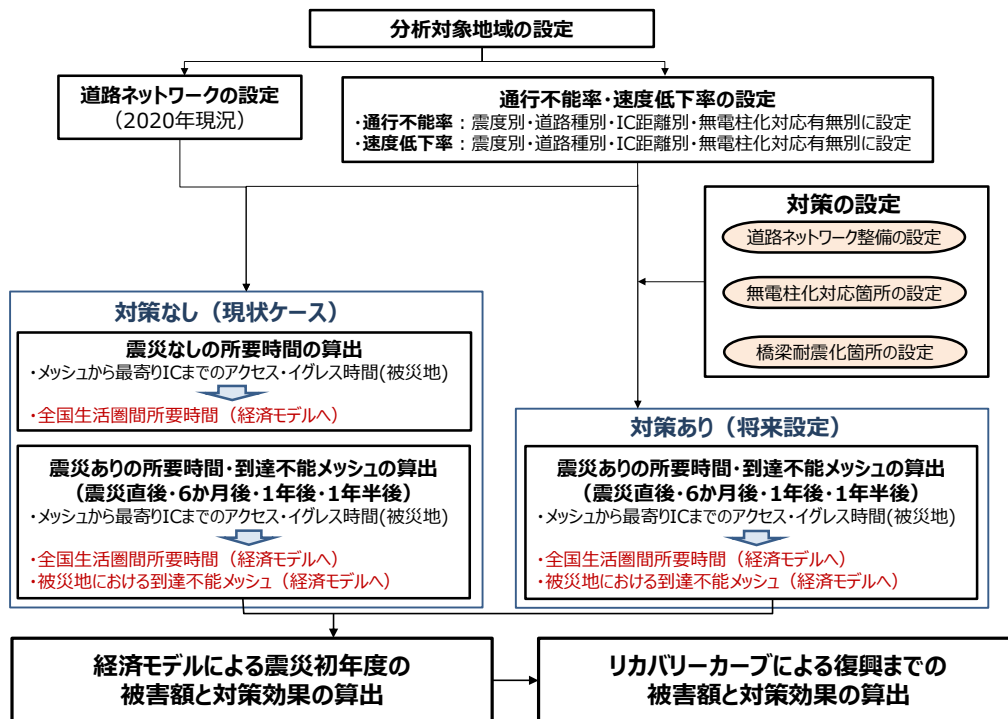 分析対象地域の設定
道路ネットワークの設定
（2020年現況）
通行不能率・速度低下率の設定
・通行不能率：震度別・道路種別・IC距離別・無電柱化対応有無別に設定
・速度低下率：震度別・道路種別・IC距離別・無電柱化対応有無別に設定
対策の設定
道路ネットワーク整備の設定
無電柱化対応箇所の設定
橋梁耐震化箇所の設定
対策なし（現状ケース）
震災なしの所要時間の算出
・メッシュから最寄りICまでのアクセス・イグレス時間(被災地)
・全国生活圏間所要時間（経済モデルへ）
震災ありの所要時間・到達不能メッシュの算出
（震災直後・6か月後・1年後・1年半後）
・メッシュから最寄りICまでのアクセス・イグレス時間(被災地)
・全国生活圏間所要時間（経済モデルへ）
・被災地における到達不能メッシュ（経済モデルへ）
対策あり（将来設定）
震災ありの所要時間・到達不能メッシュの算出
（震災直後・6か月後・1年後・1年半後）
・メッシュから最寄りICまでのアクセス・イグレス時間(被災地)
・全国生活圏間所要時間（経済モデルへ）
・被災地における到達不能メッシュ（経済モデルへ）
経済モデルによる震災初年度の
被害額と対策効果の算出
リカバリーカーブによる復興までの
被害額と対策効果の算出